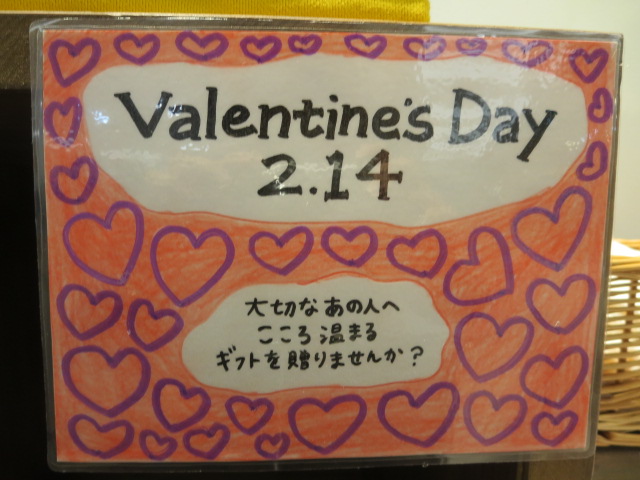 Valentine's Day
2.14
大切なあの人へ
こころ温まる
ギフトを贈りませんか？